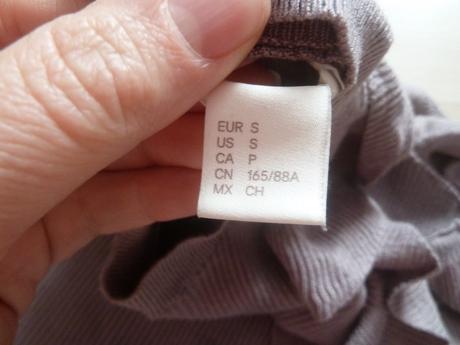 EUR S
US S
CA P
CN 165/88A
MX CH